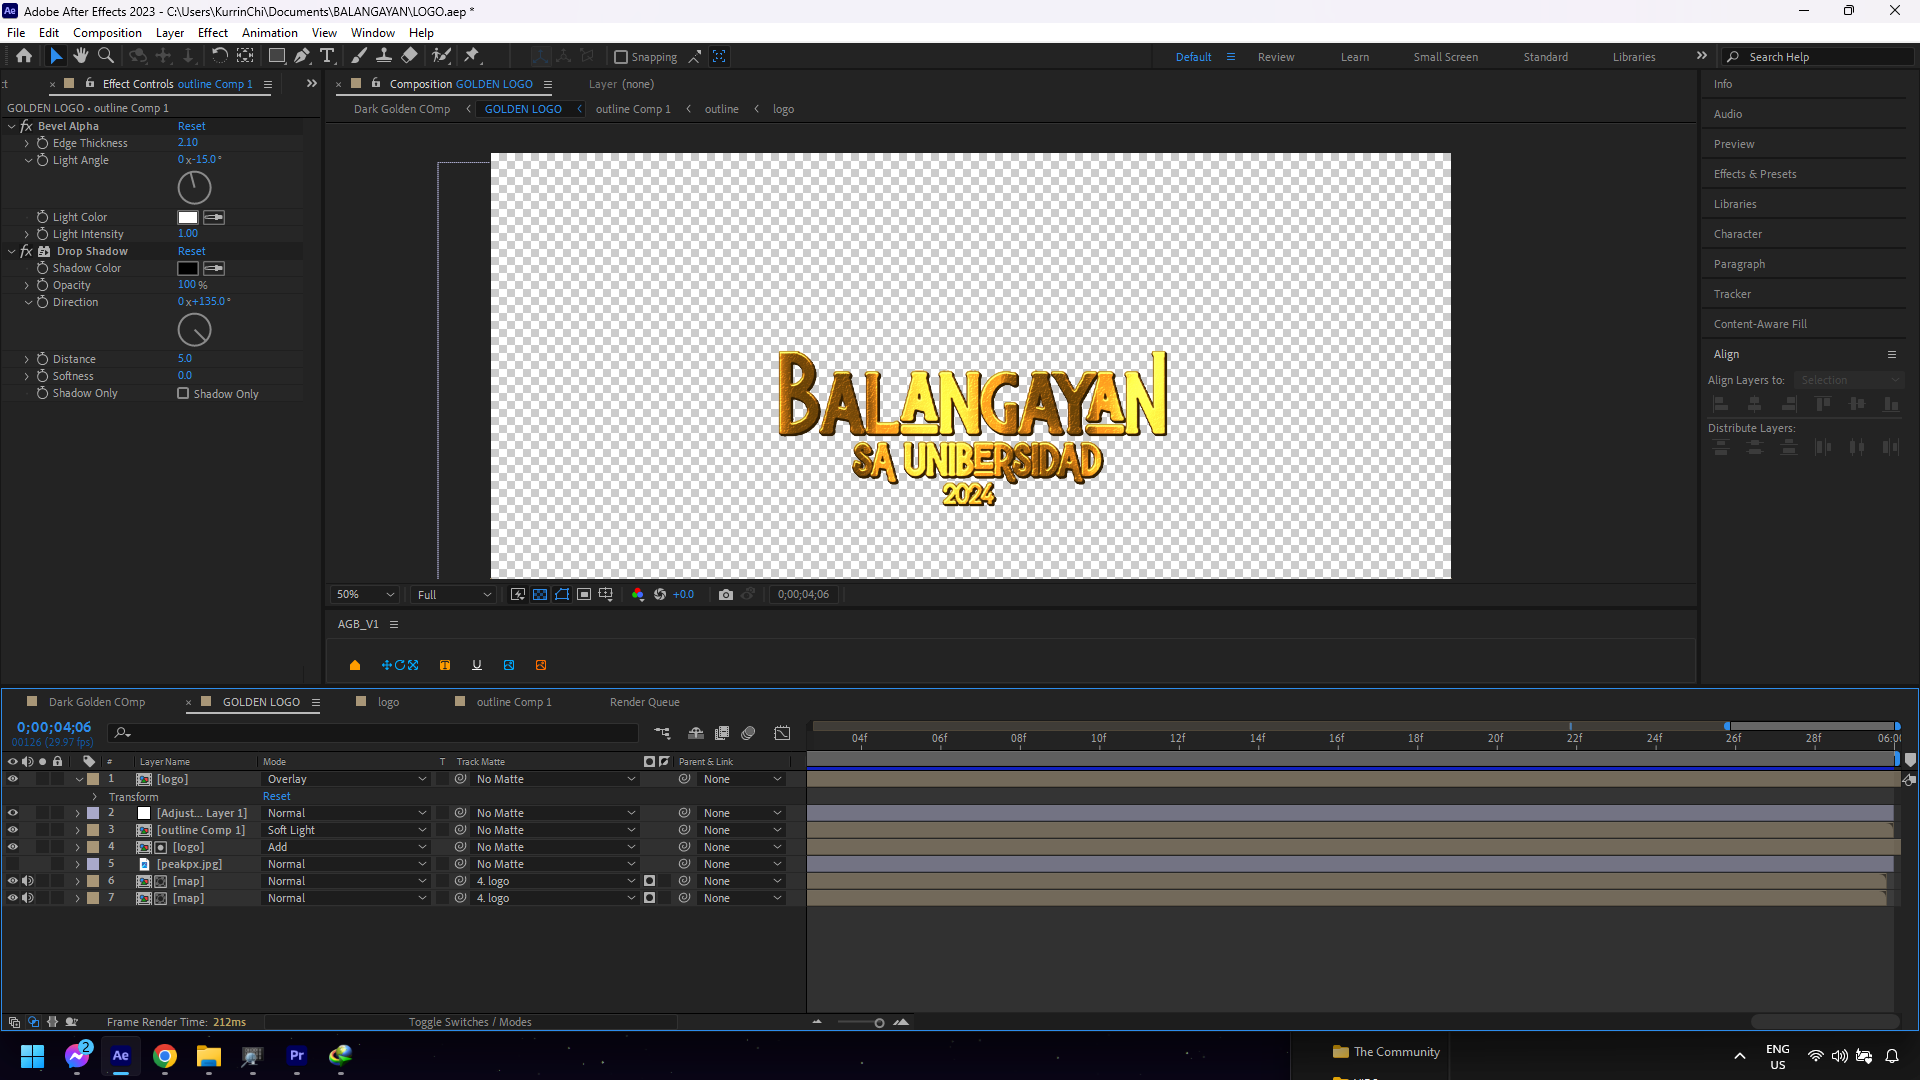 Adobe After Effects 2023 - C:\Users\KurrinChi\Documents\BALANGAYAN\LOGO.aep *
File Edit Composition Layer Effect Animation View Window Help
Snapping
Default Review Learn Small Screen Standard Libraries Search Help
Effect Controls outline Comp 1
GOLDEN LOGO • outline Comp 1
fx Bevel Alpha Reset
Edge Thickness 2.10
Light Angle 0x-15.0°
Light Color
Light Intensity 1.00
fx Drop Shadow Reset
Shadow Color
Opacity 100%
Direction 0x+135.0°
Distance 5.0
Softness 0.0
Shadow Only Shadow Only
Composition GOLDEN LOGO Layer (none)
Dark Golden COmp GOLDEN LOGO outline Comp 1 outline logo
BALANGAYAN
SA UNIBERSIDAD
2024
50% Full +0.0 0;00;04;06
AGB_V1
Info
Audio
Preview
Effects & Presets
Libraries
Character
Paragraph
Tracker
Content-Aware Fill
Align
Align Layers to: Selection
Distribute Layers:
Dark Golden COmp GOLDEN LOGO logo outline Comp 1 Render Queue
0;00;04;06
00126 (29.97 fps)
04f 06f 08f 10f 12f 14f 16f 18f 20f 22f 24f 26f 28f 06:00
# Layer Name Mode T Track Matte Parent & Link
1 [logo] Overlay No Matte None
Transform Reset
2 [Adjust... Layer 1] Normal No Matte None
3 [outline Comp 1] Soft Light No Matte None
4 [logo] Add No Matte None
5 [peakpx.jpg] Normal No Matte None
6 [map] Normal 4. logo None
7 [map] Normal 4. logo None
Frame Render Time: 212ms Toggle Switches / Modes
2 Ae Pr
The Community
ENG
US